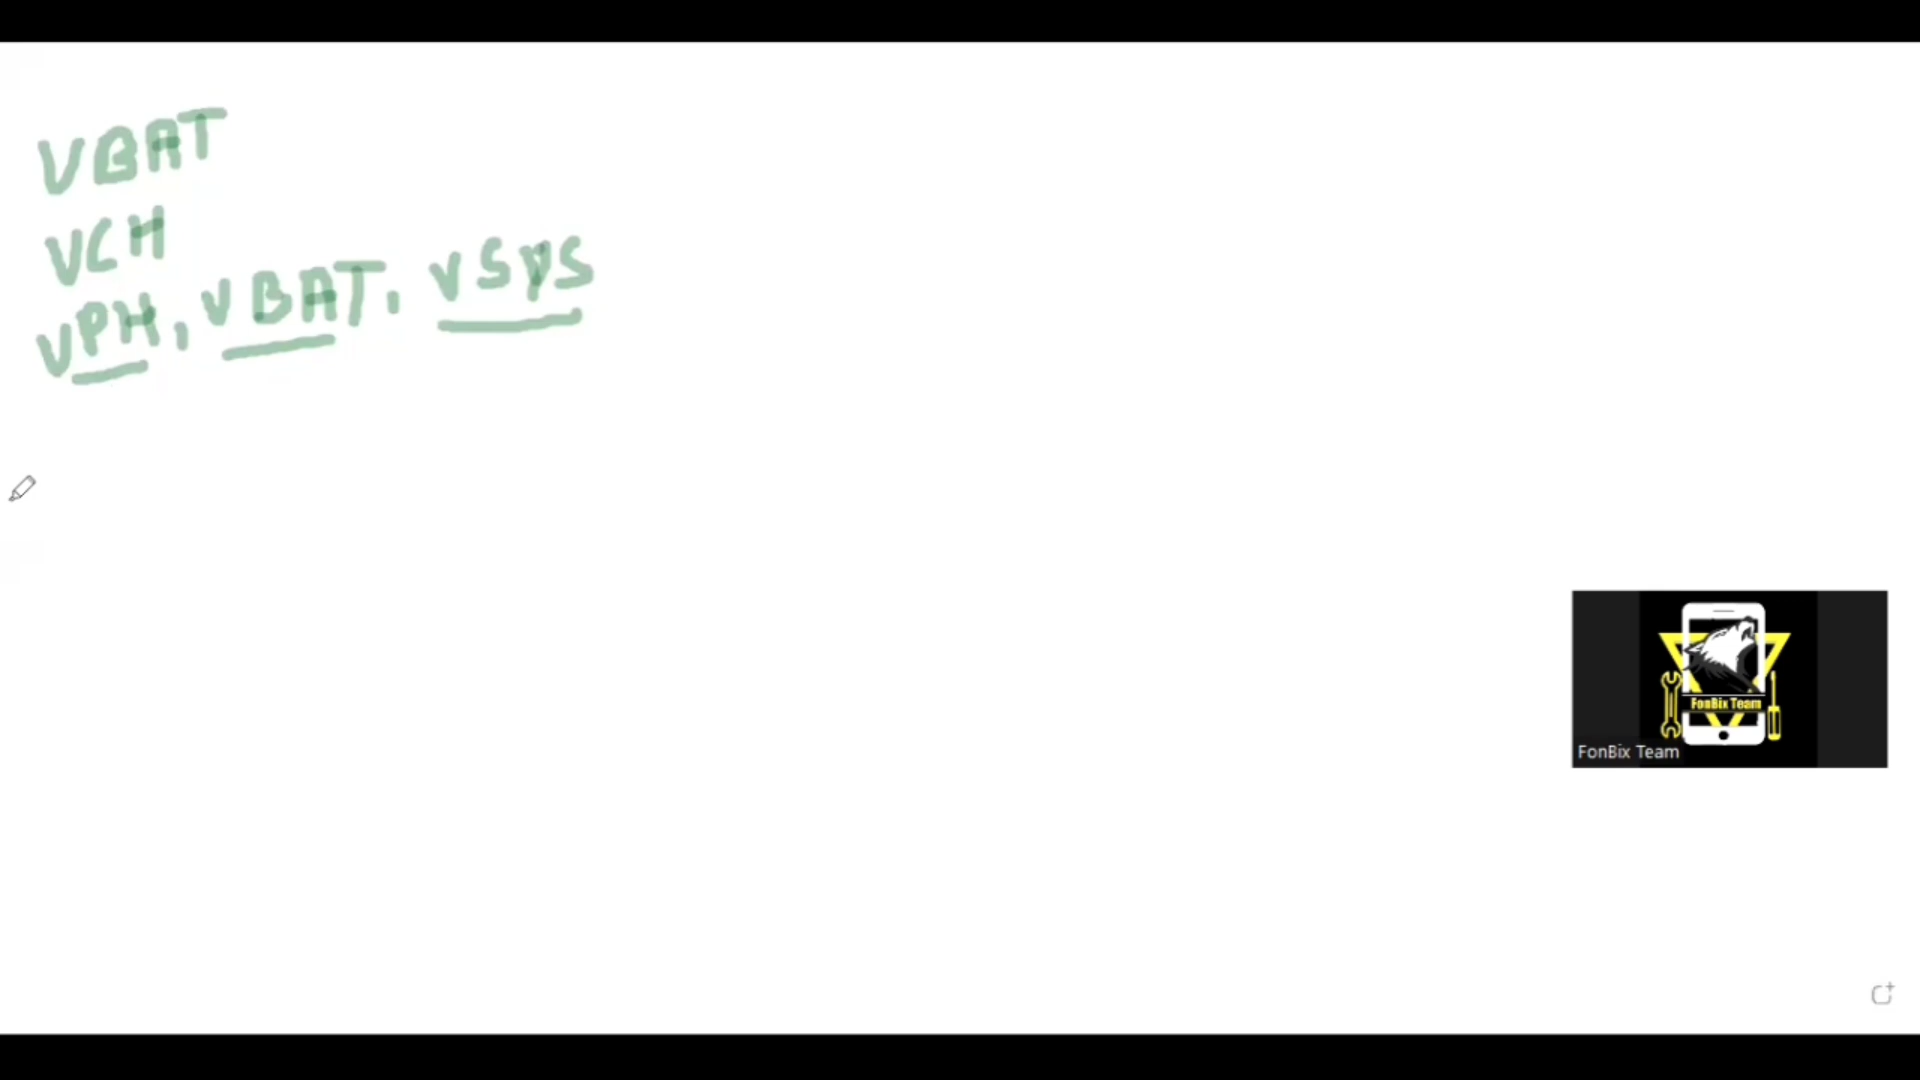 VBAT
VCH
VPH, VBAT, VSYS
FonBix Team
FonBix Team